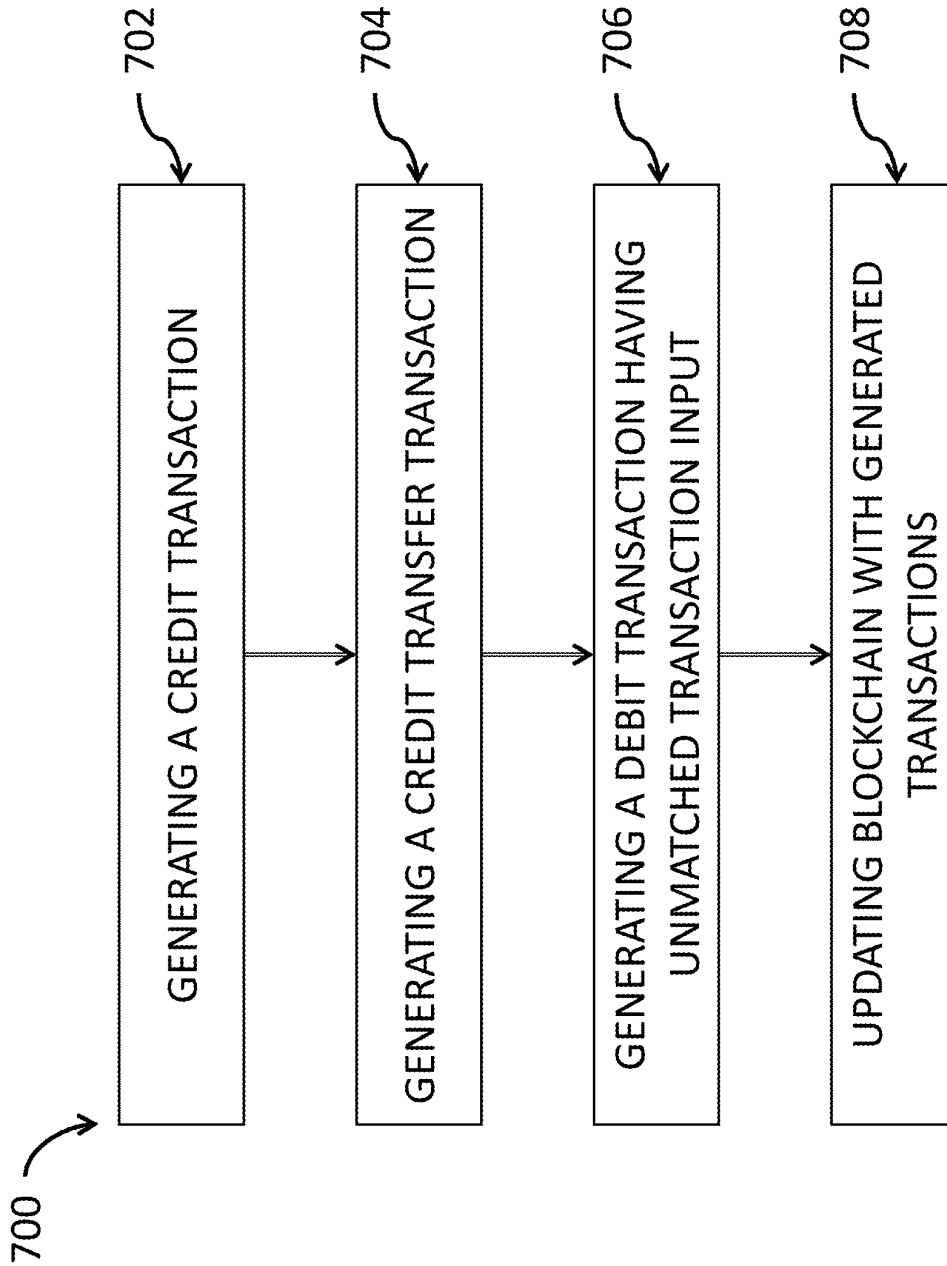 700
GENERATING A CREDIT TRANSACTION
702
GENERATING A CREDIT TRANSFER TRANSACTION
704
GENERATING A DEBIT TRANSACTION HAVING
UNMATCHED TRANSACTION INPUT
706
UPDATING BLOCKCHAIN WITH GENERATED
TRANSACTIONS
708